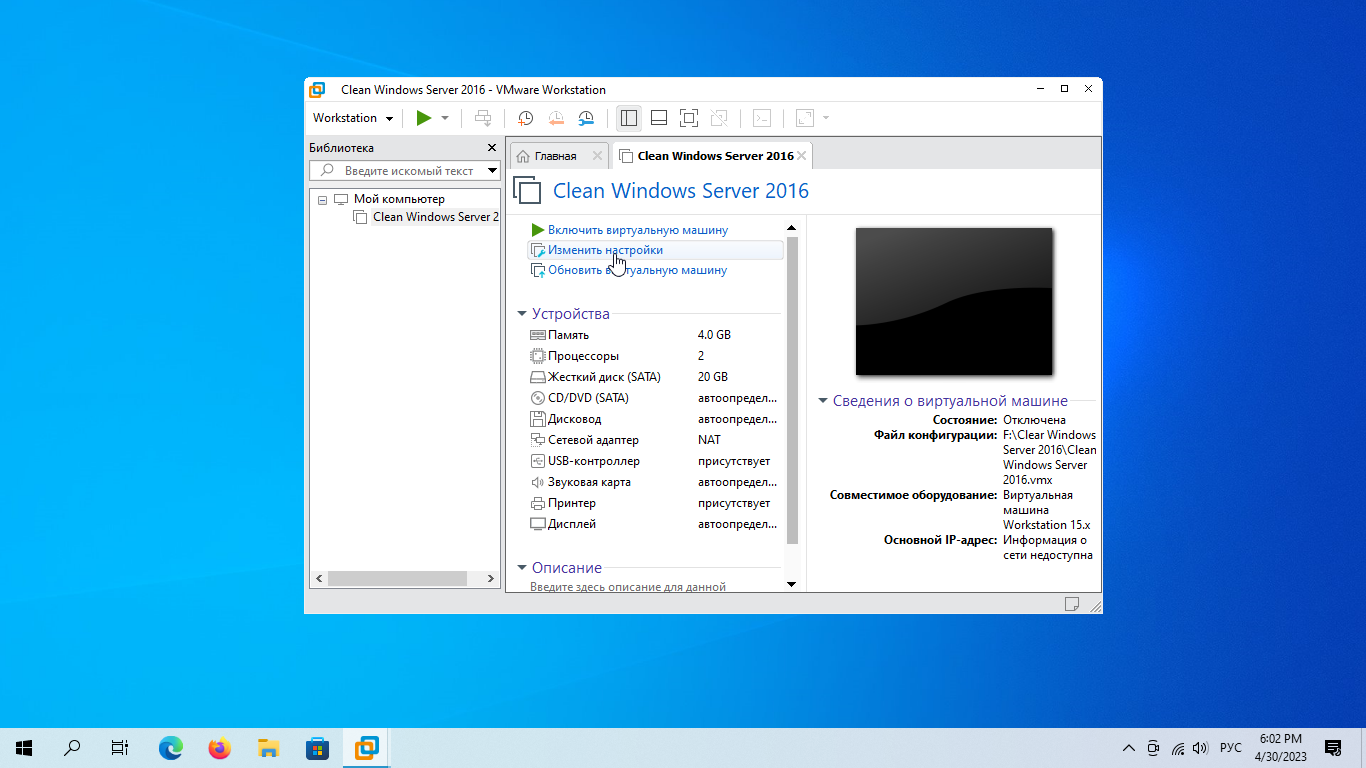 Clean Windows Server 2016 - VMware Workstation
Workstation
Библиотека
Введите искомый текст
Мой компьютер
Clean Windows Server 2
Главная
Clean Windows Server 2016
Clean Windows Server 2016
Включить виртуальную машину
Изменить настройки
Обновить виртуальную машину
Устройства
Память 4.0 GB
Процессоры 2
Жесткий диск (SATA) 20 GB
CD/DVD (SATA) автоопредел...
Дисковод автоопредел...
Сетевой адаптер NAT
USB-контроллер присутствует
Звуковая карта автоопредел...
Принтер присутствует
Дисплей автоопредел...
Описание
Введите здесь описание для данной
Сведения о виртуальной машине
Состояние: Отключена
Файл конфигурации: F:\Clear Windows
Server 2016\Clean
Windows Server
2016.vmx
Совместимое оборудование: Виртуальная
машина
Workstation 15.x
Основной IP-адрес: Информация о
сети недоступна
РУС
6:02 PM
4/30/2023